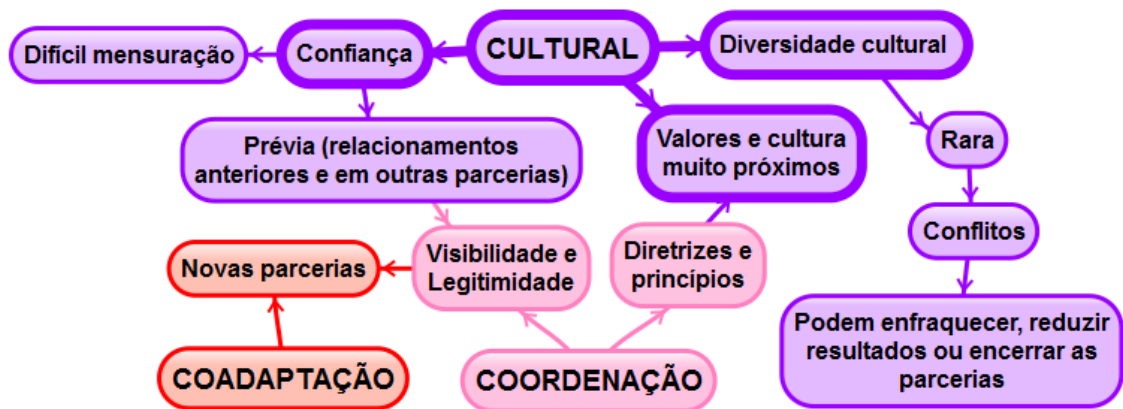 Difícil mensuração
Confiança
CULTURAL
Diversidade cultural
Prévia (relacionamentos
anteriores e em outras parcerias)
Valores e cultura
muito próximos
Rara
Novas parcerias
Visibilidade e
Legitimidade
Diretrizes e
princípios
Conflitos
COADAPTAÇÃO
COORDENAÇÃO
Podem enfraquecer, reduzir
resultados ou encerrar as
parcerias